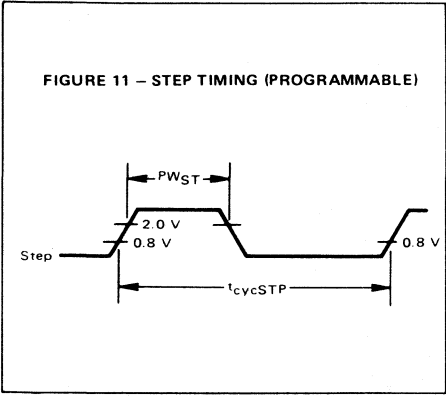 FIGURE 11 – STEP TIMING (PROGRAMMABLE)
PWST
2.0 V
0.8 V
0.8 V
Step
tcycSTP